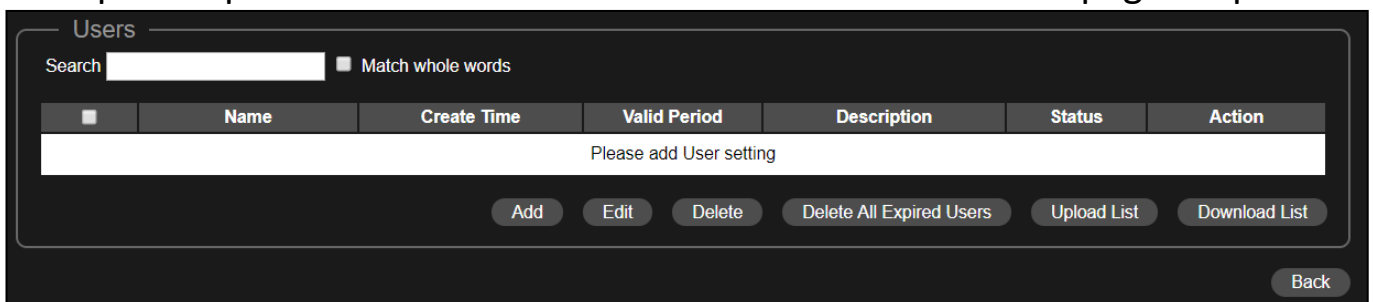 Users
Search Match whole words
Name Create Time Valid Period Description Status Action
Please add User setting
Add Edit Delete Delete All Expired Users Upload List Download List
Back